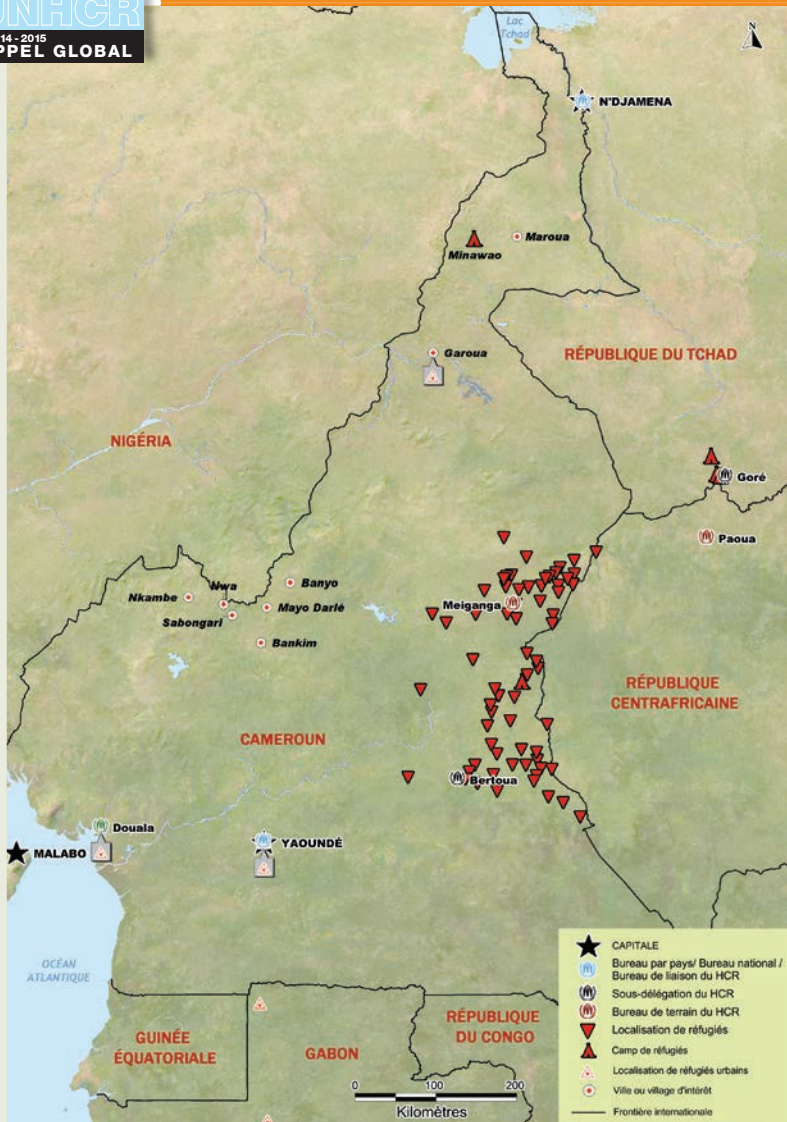 UNHCR
14 - 2015
PPEL GLOBAL
Lac
Tchad
N'DJAMENA
Maroua
Minawao
Garoua
RÉPUBLIQUE DU TCHAD
NIGÉRIA
Goré
Paoua
Banyo
Nwa
Nkambe
Mayo Darlé
Sabongari
Meiganga
Bankim
RÉPUBLIQUE
CENTRAFRICAINE
CAMEROUN
Bertoua
Douala
YAOUNDÉ
MALABO
OCÉAN
ATLANTIQUE
GUINÉE
ÉQUATORIALE
GABON
RÉPUBLIQUE
DU CONGO
0 100 200
Kilomètres
CAPITALE
Bureau par pays/ Bureau national /
Bureau de liaison du HCR
Sous-délégation du HCR
Bureau de terrain du HCR
Localisation de réfugiés
Camp de réfugiés
Localisation de réfugiés urbains
Ville ou village d'intérêt
Frontière internationale